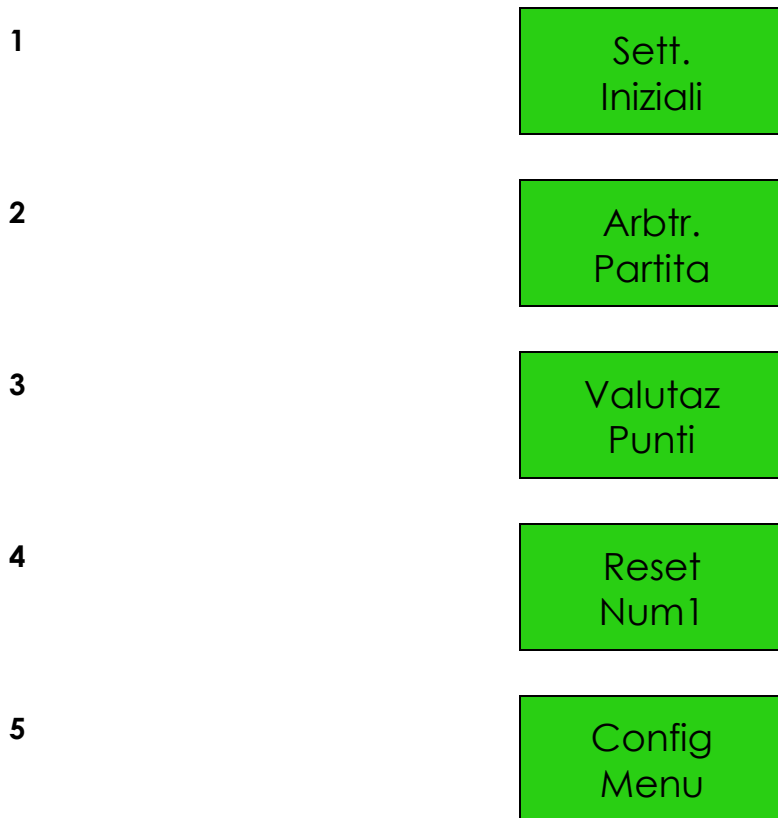 1
Sett.
Iniziali
2
Arbtr.
Partita
3
Valutaz
Punti
4
Reset
Num1
5
Config
Menu